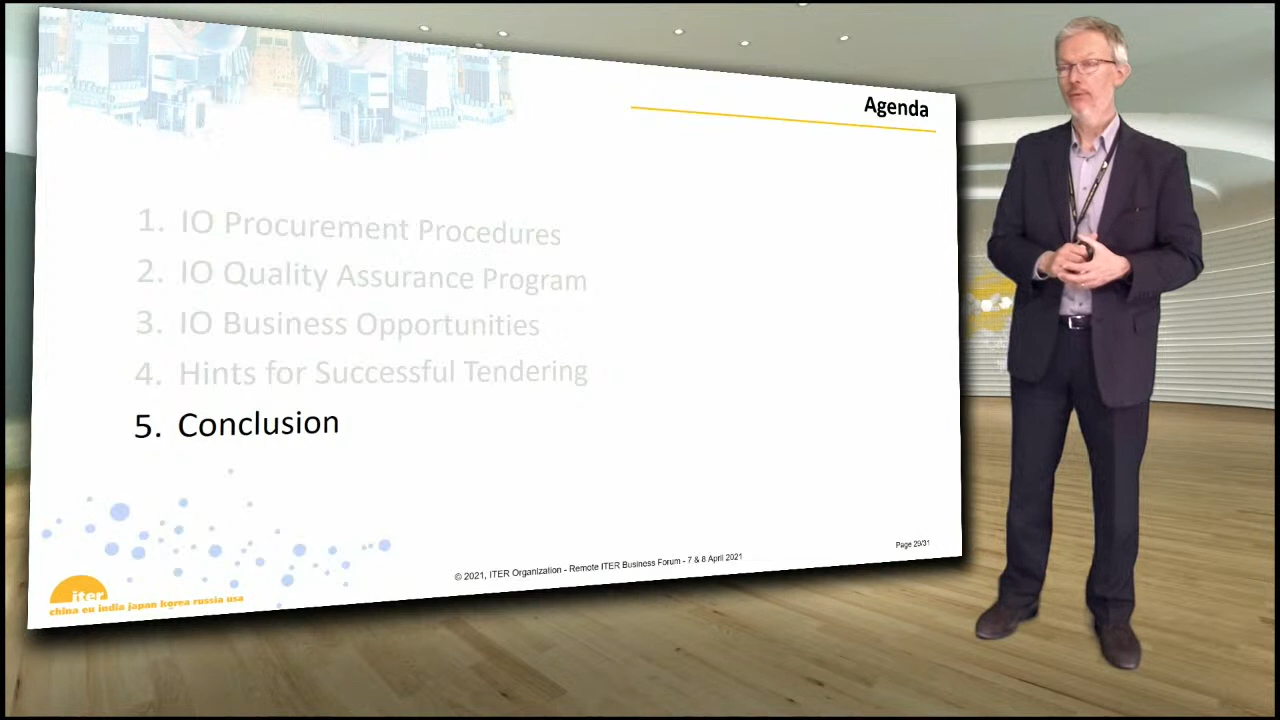 Agenda
1. IO Procurement Procedures
2. IO Quality Assurance Program
3. IO Business Opportunities
4. Hints for Successful Tendering
5. Conclusion
Page 29/31
© 2021, ITER Organization - Remote ITER Business Forum - 7 & 8 April 2021
iter
china eu india japan korea russia usa